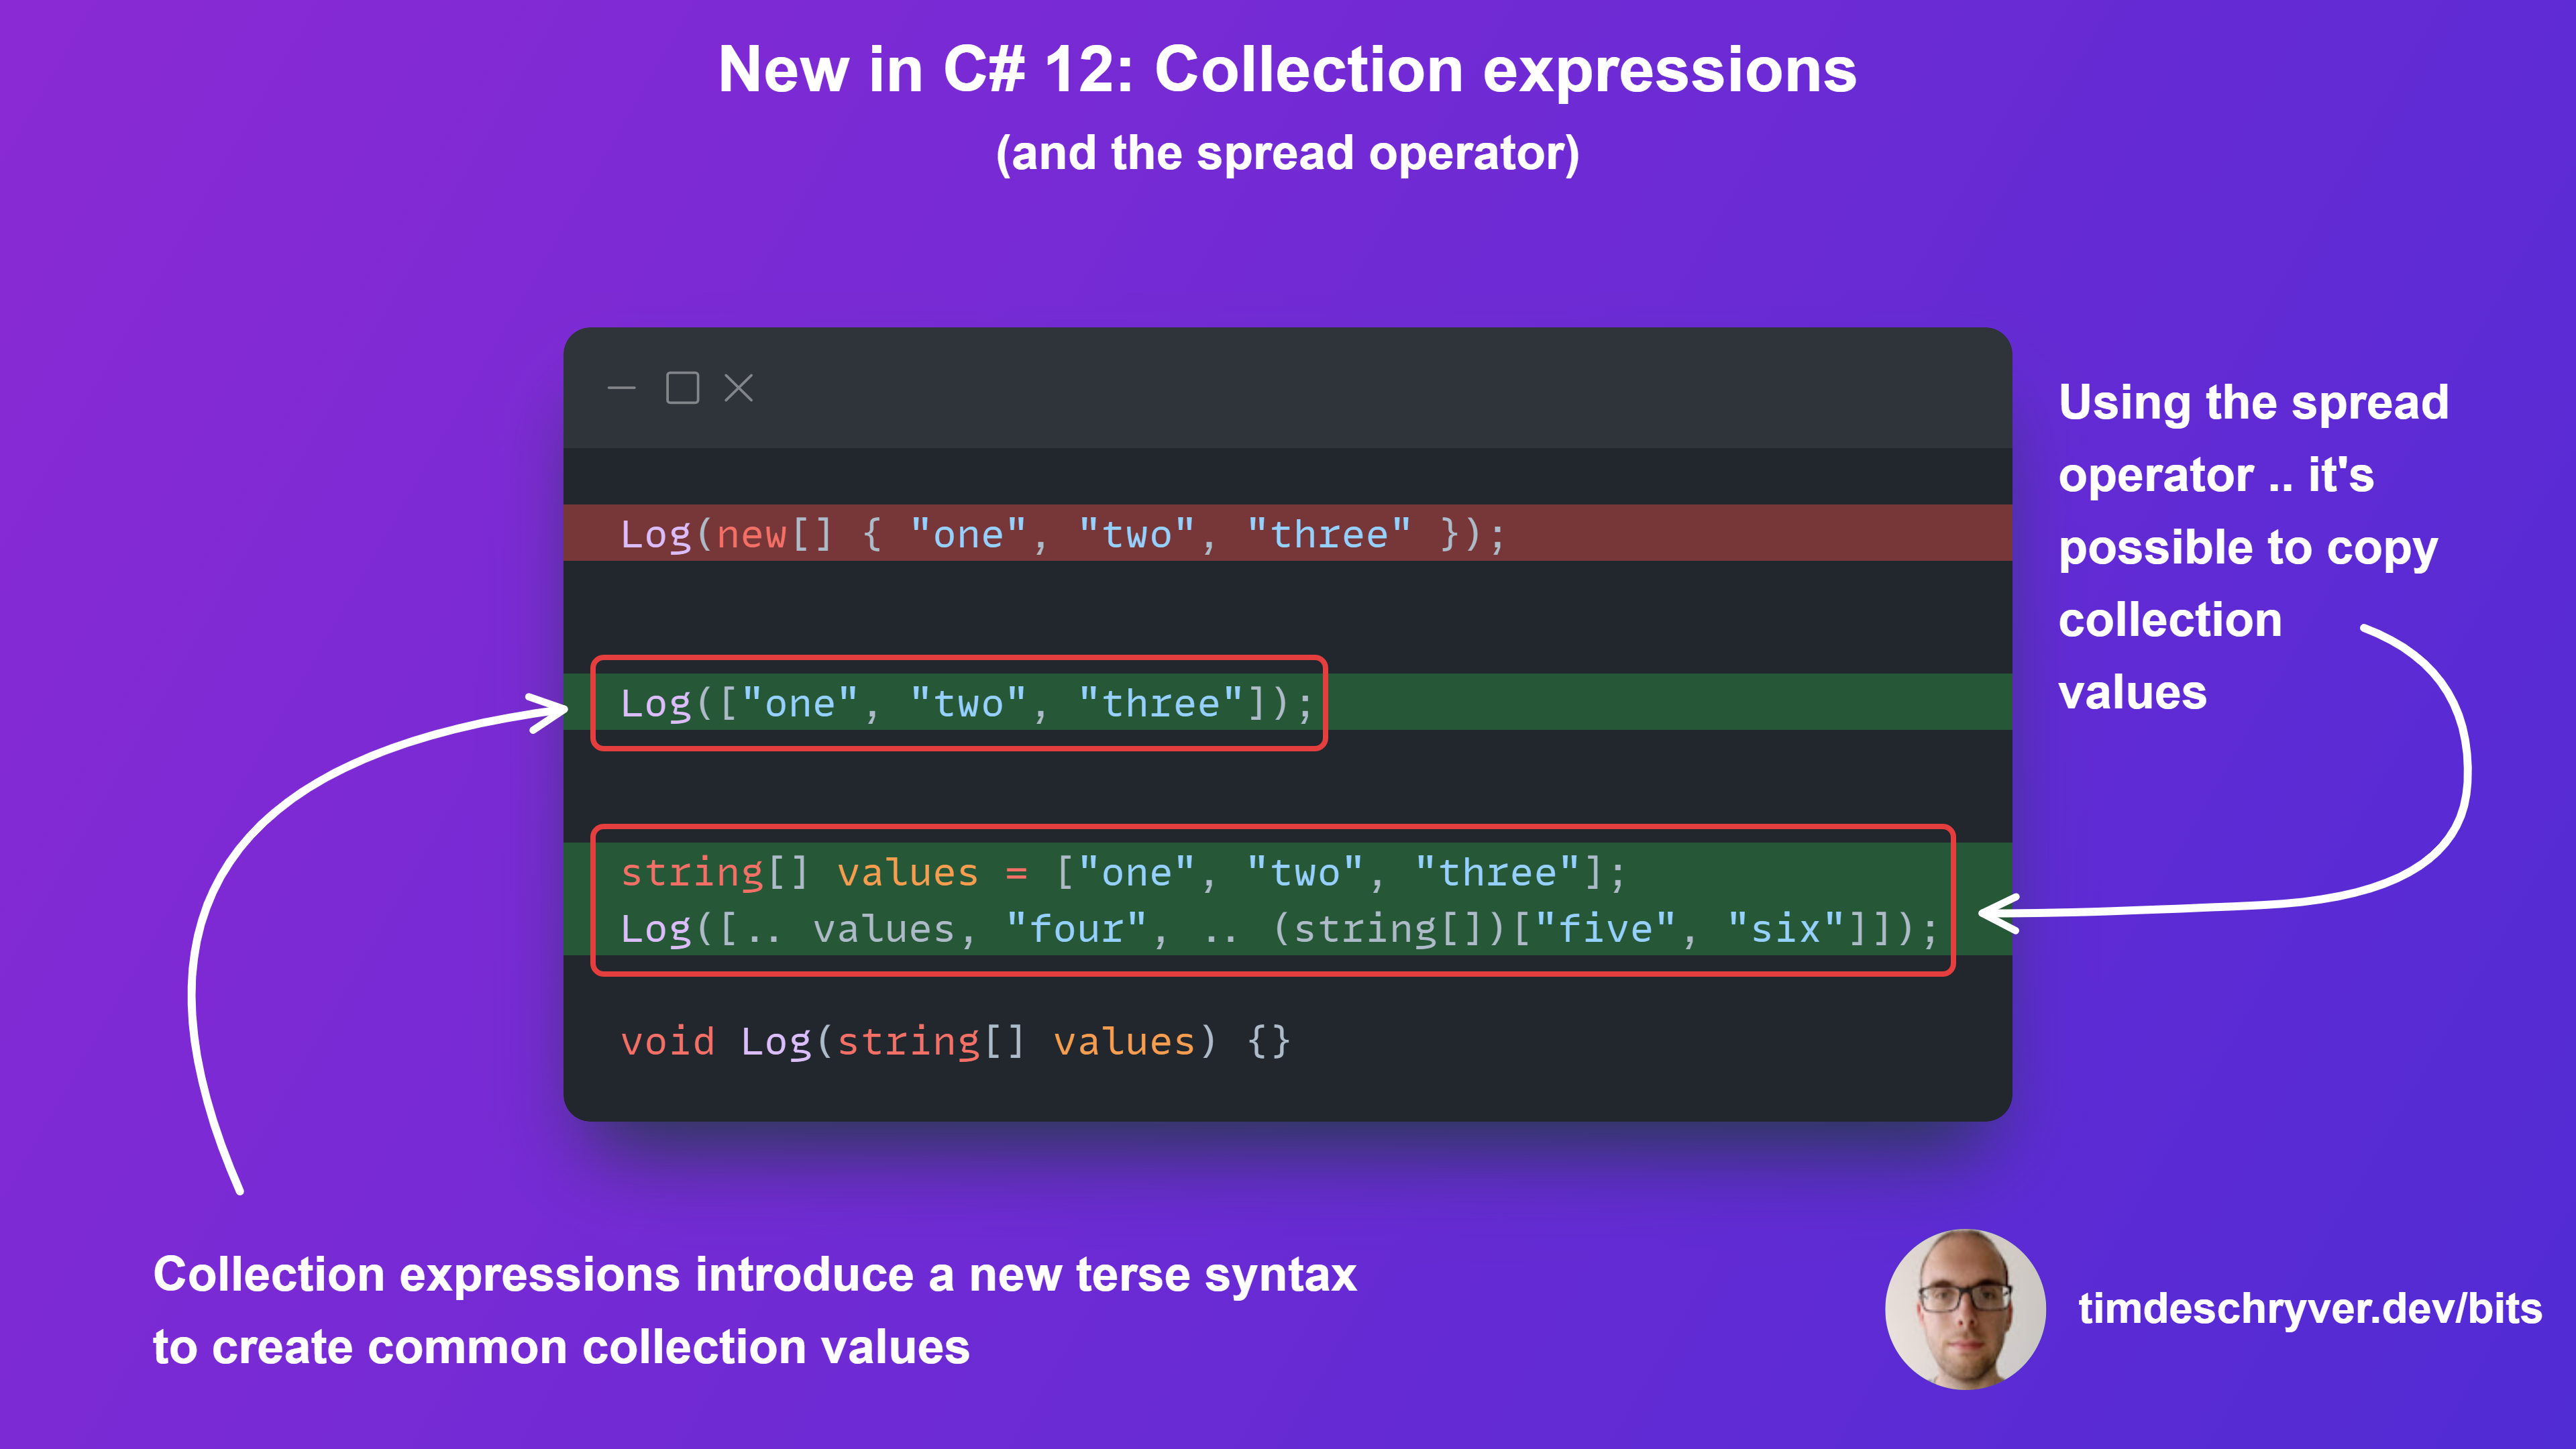 New in C# 12: Collection expressions
(and the spread operator)
Log(new[] { "one", "two", "three" });
Log(["one", "two", "three"]);
string[] values = ["one", "two", "three"];
Log([.. values, "four", .. (string[])["five", "six"]]);
void Log(string[] values) {}
Using the spread
operator .. it's
possible to copy
collection
values
Collection expressions introduce a new terse syntax
to create common collection values
timdeschryver.dev/bits